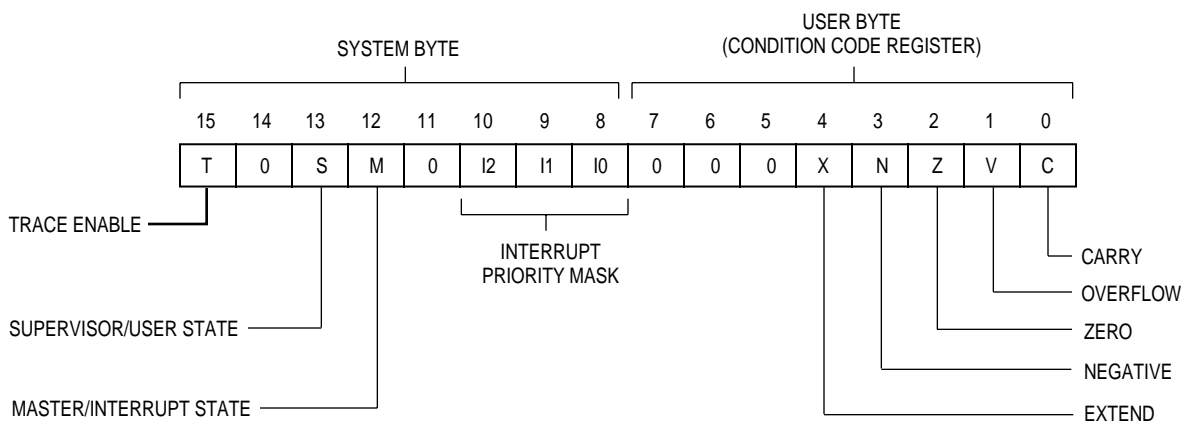 USER BYTE
(CONDITION CODE REGISTER)
SYSTEM BYTE
15 14 13 12 11 10 9 8 7 6 5 4 3 2 1 0
T 0 S M 0 I2 I1 I0 0 0 0 X N Z V C
TRACE ENABLE
INTERRUPT
PRIORITY MASK
CARRY
OVERFLOW
SUPERVISOR/USER STATE
ZERO
NEGATIVE
MASTER/INTERRUPT STATE
EXTEND